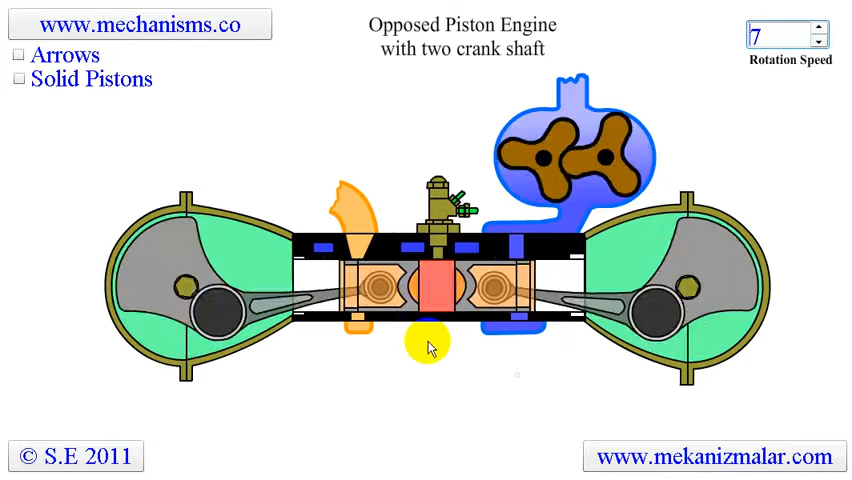 www.mechanisms.co
Arrows
Solid Pistons
Opposed Piston Engine
with two crank shaft
7
Rotation Speed
© S.E 2011
www.mekanizmalar.com